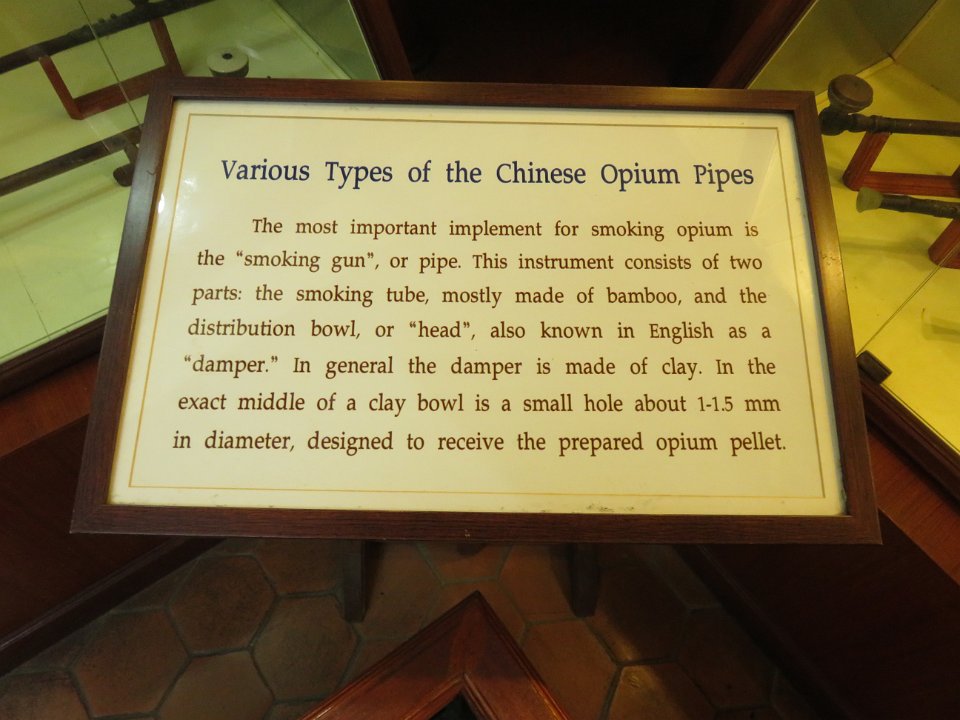 Various Types of the Chinese Opium Pipes
The most important implement for smoking opium is
the “smoking gun”, or pipe. This instrument consists of two
parts: the smoking tube, mostly made of bamboo, and the
distribution bowl, or “head”, also known in English as a
“damper.” In general the damper is made of clay. In the
exact middle of a clay bowl is a small hole about 1-1.5 mm
in diameter, designed to receive the prepared opium pellet.